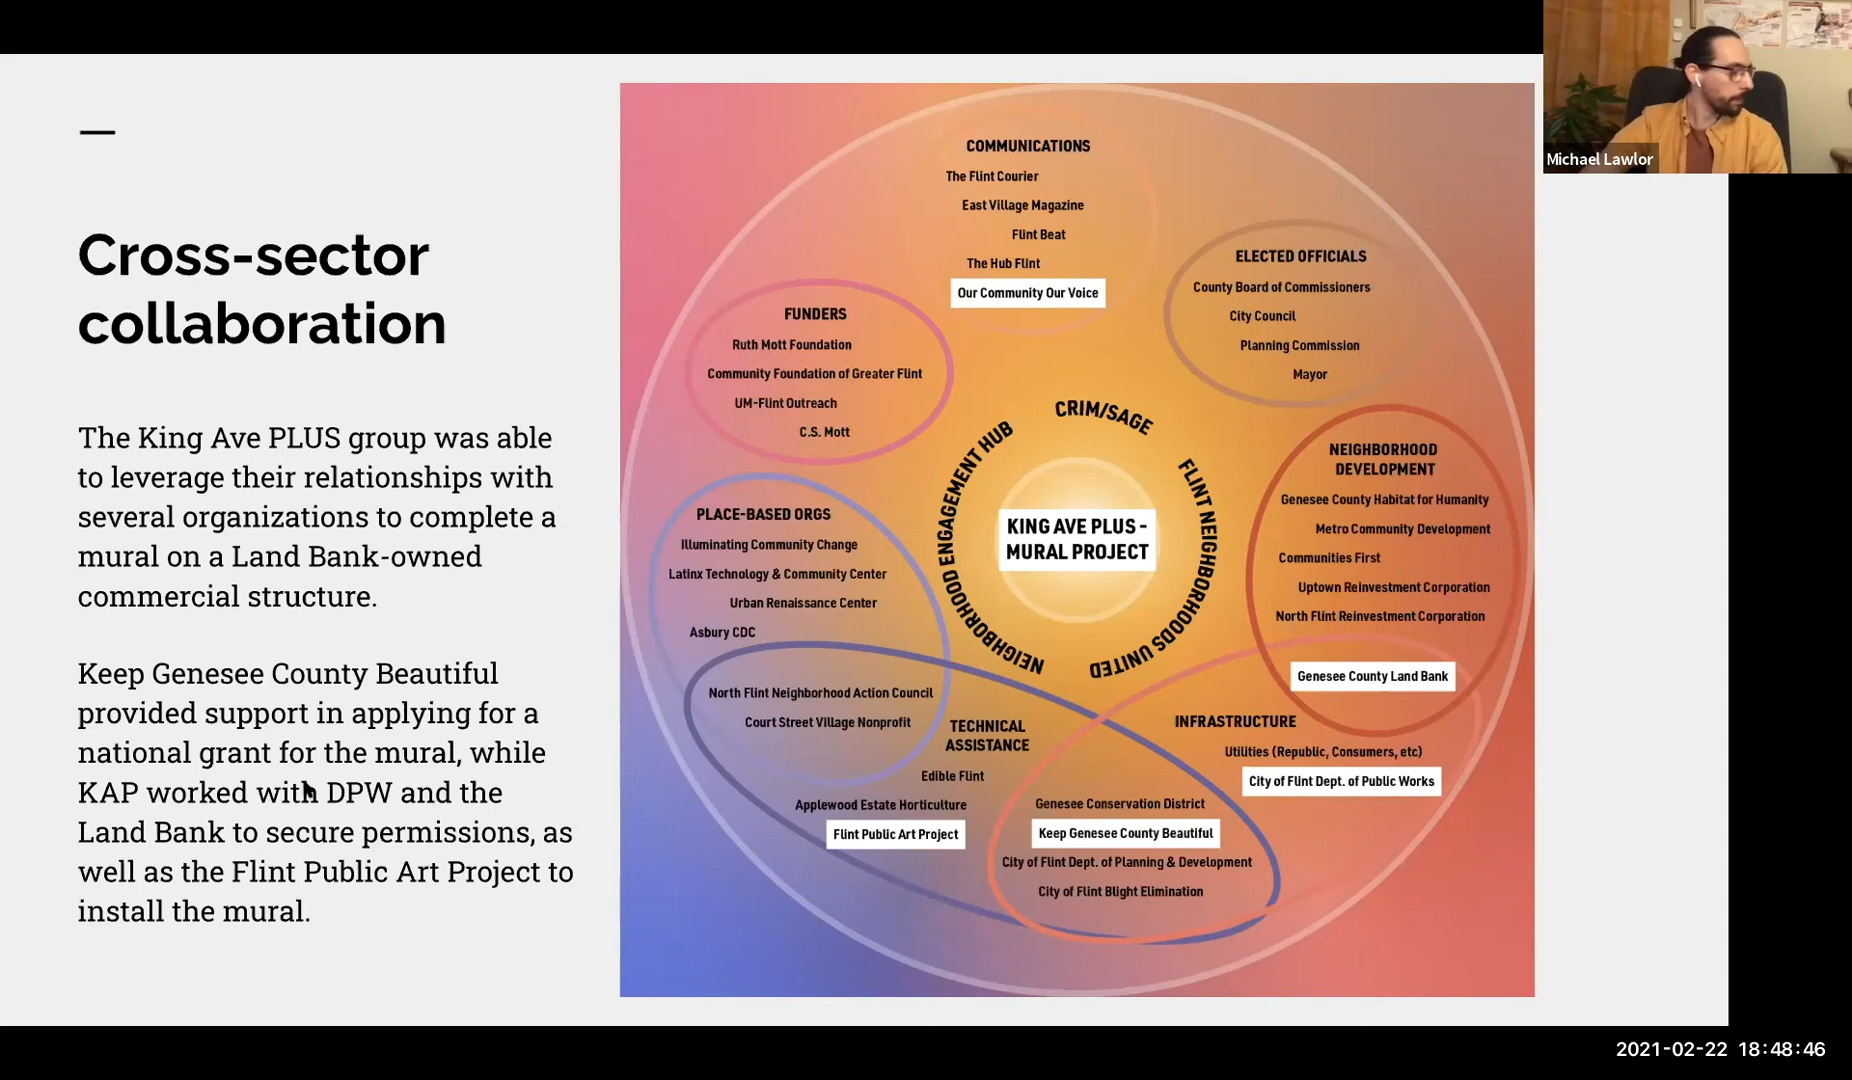 Michael Lawlor
Cross-sector
collaboration
The King Ave PLUS group was able
to leverage their relationships with
several organizations to complete a
mural on a Land Bank-owned
commercial structure.
Keep Genesee County Beautiful
provided support in applying for a
national grant for the mural, while
KAP worked with DPW and the
Land Bank to secure permissions, as
well as the Flint Public Art Project to
install the mural.
COMMUNICATIONS
The Flint Courier
East Village Magazine
Flint Beat
The Hub Flint
Our Community Our Voice
ELECTED OFFICIALS
County Board of Commissioners
City Council
Planning Commission
Mayor
FUNDERS
Ruth Mott Foundation
Community Foundation of Greater Flint
UM-Flint Outreach
C.S. Mott
CRIM/SAGE
FLINT NEIGHBORHOODS UNITED
NEIGHBORHOOD ENGAGEMENT HUB
KING AVE PLUS -
MURAL PROJECT
NEIGHBORHOOD
DEVELOPMENT
Genesee County Habitat for Humanity
Metro Community Development
Communities First
Uptown Reinvestment Corporation
North Flint Reinvestment Corporation
Genesee County Land Bank
PLACE-BASED ORGS
Illuminating Community Change
Latinx Technology & Community Center
Urban Renaissance Center
Asbury CDC
North Flint Neighborhood Action Council
Court Street Village Nonprofit
TECHNICAL
ASSISTANCE
Edible Flint
Applewood Estate Horticulture
Flint Public Art Project
INFRASTRUCTURE
Utilities (Republic, Consumers, etc)
City of Flint Dept. of Public Works
Genesee Conservation District
Keep Genesee County Beautiful
City of Flint Dept. of Planning & Development
City of Flint Blight Elimination
2021-02-22 18:48:46